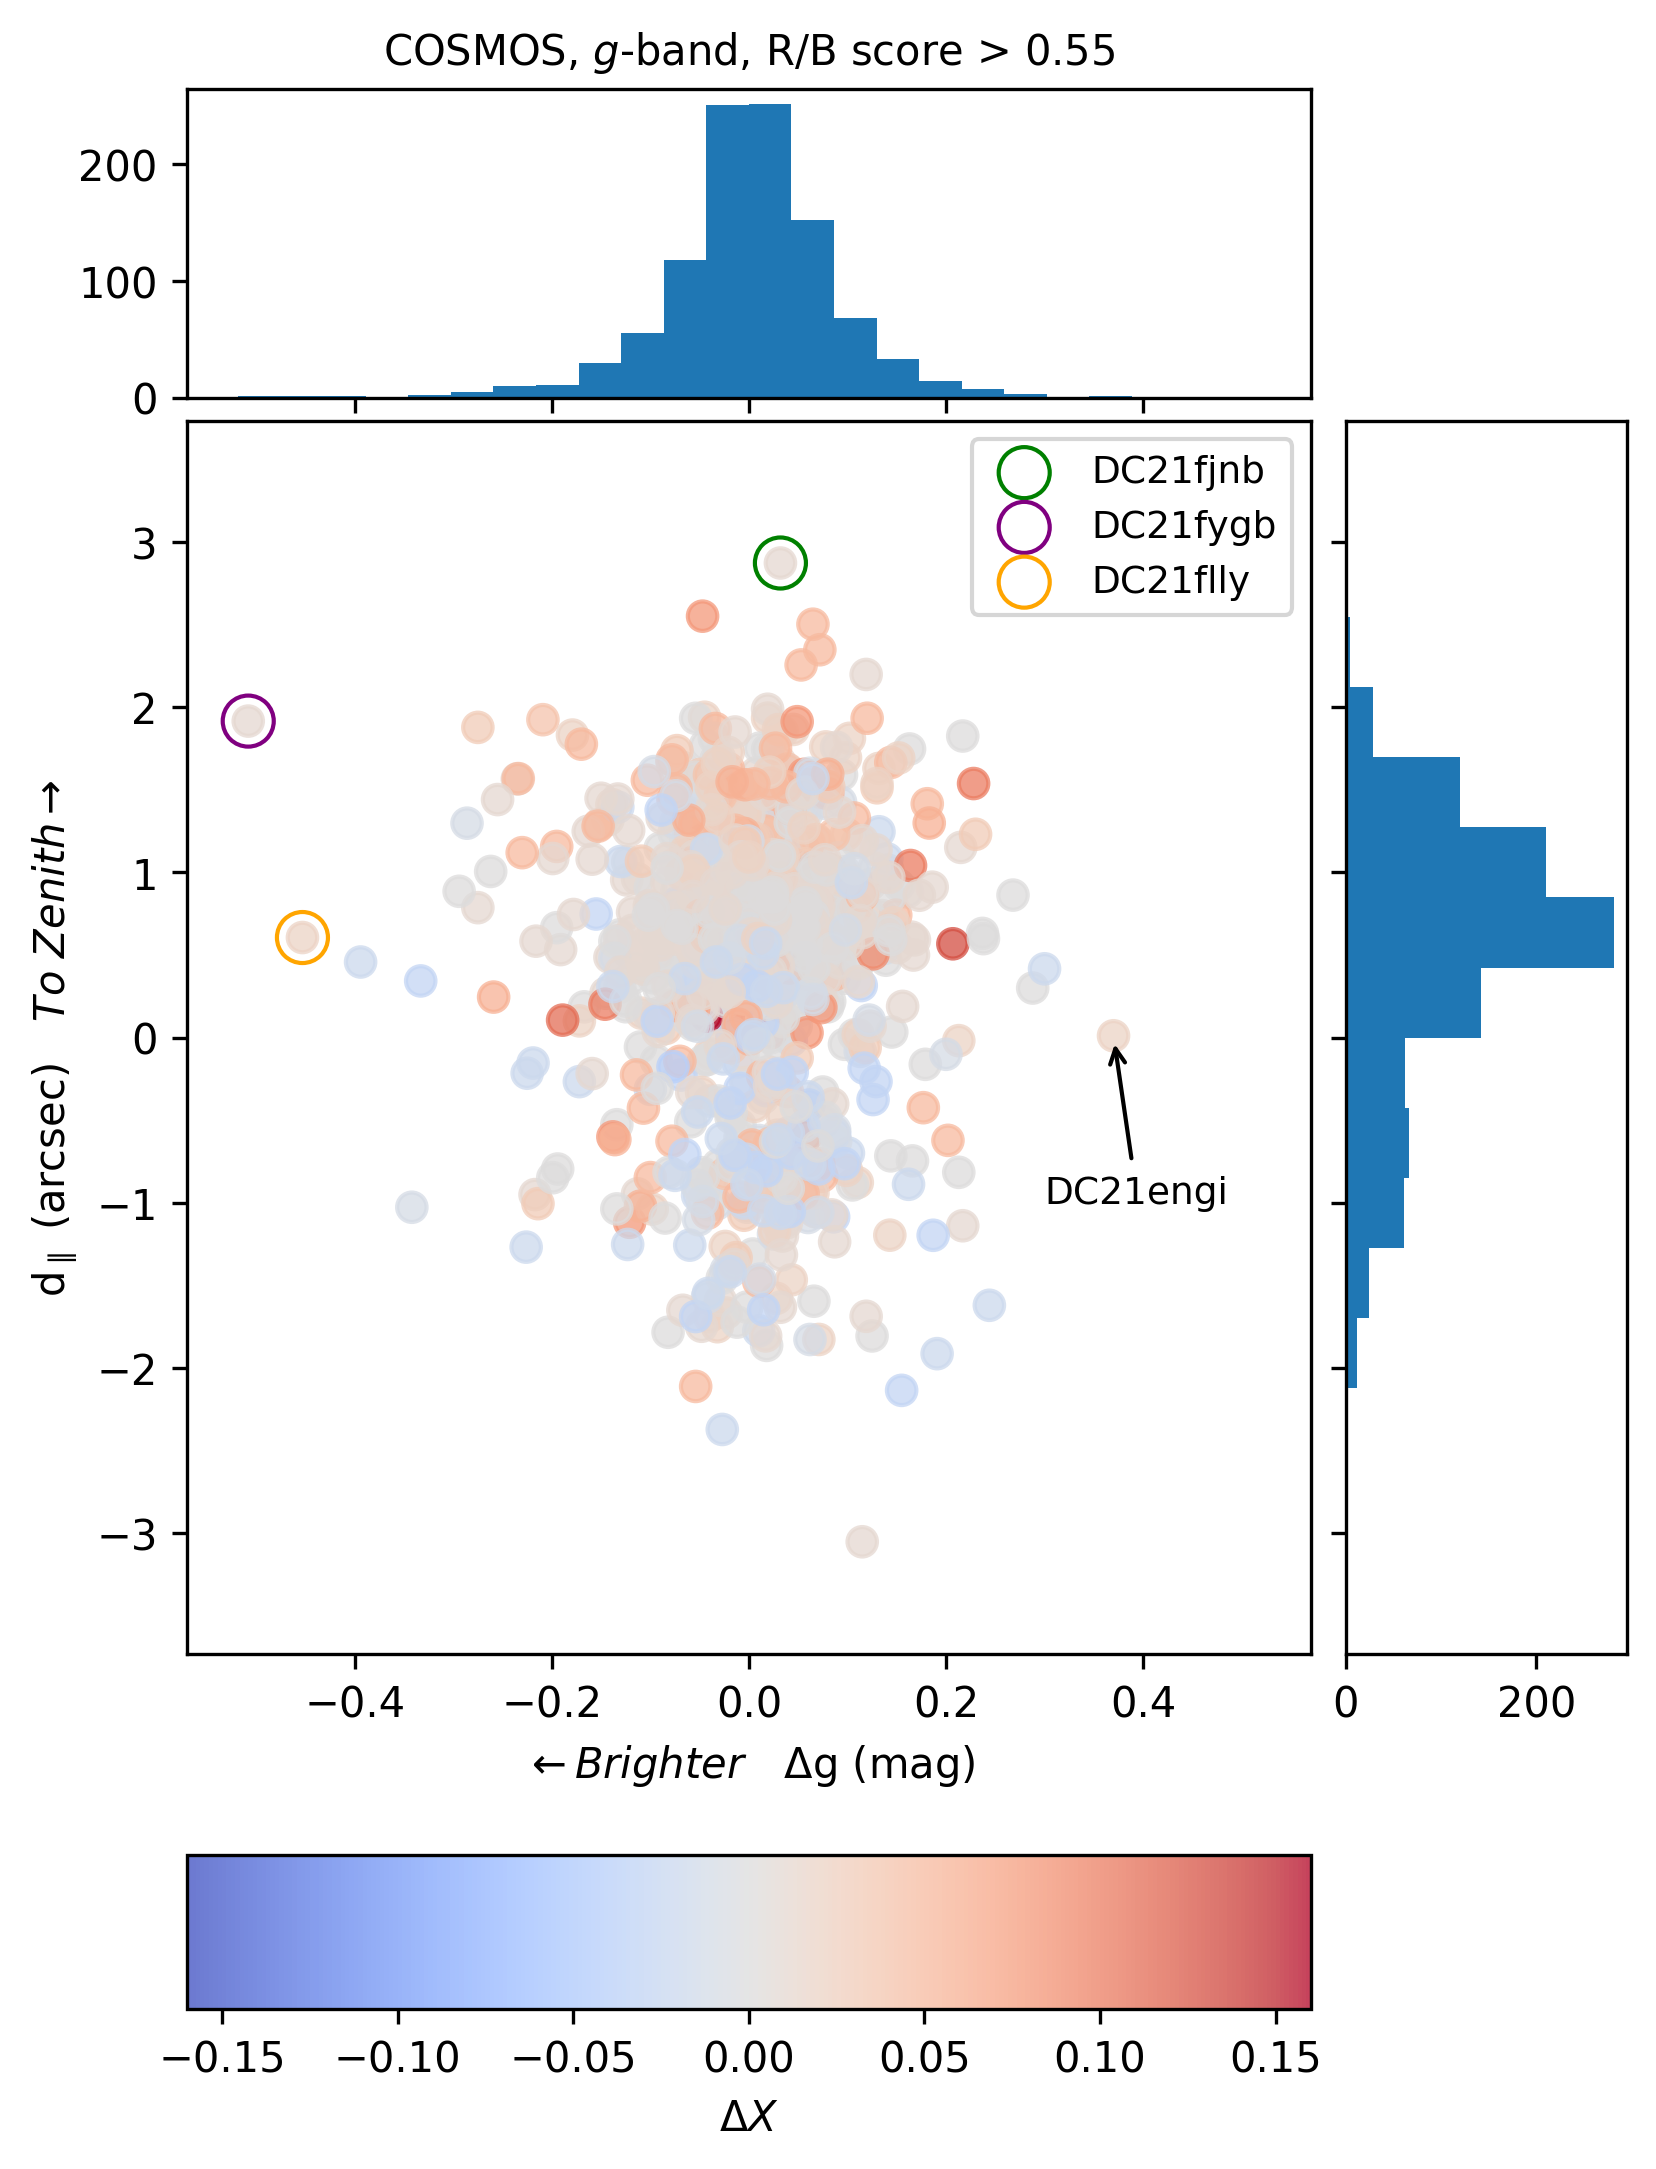 COSMOS, g-band, R/B score > 0.55
200
100
0
DC21fjnb
DC21fygb
DC21flly
3
2
1
0
−1
−2
−3
d∥ (arcsec) To Zenith→
DC21engi
−0.4 −0.2 0.0 0.2 0.4
0 200
←Brighter Δg (mag)
−0.15 −0.10 −0.05 0.00 0.05 0.10 0.15
ΔX